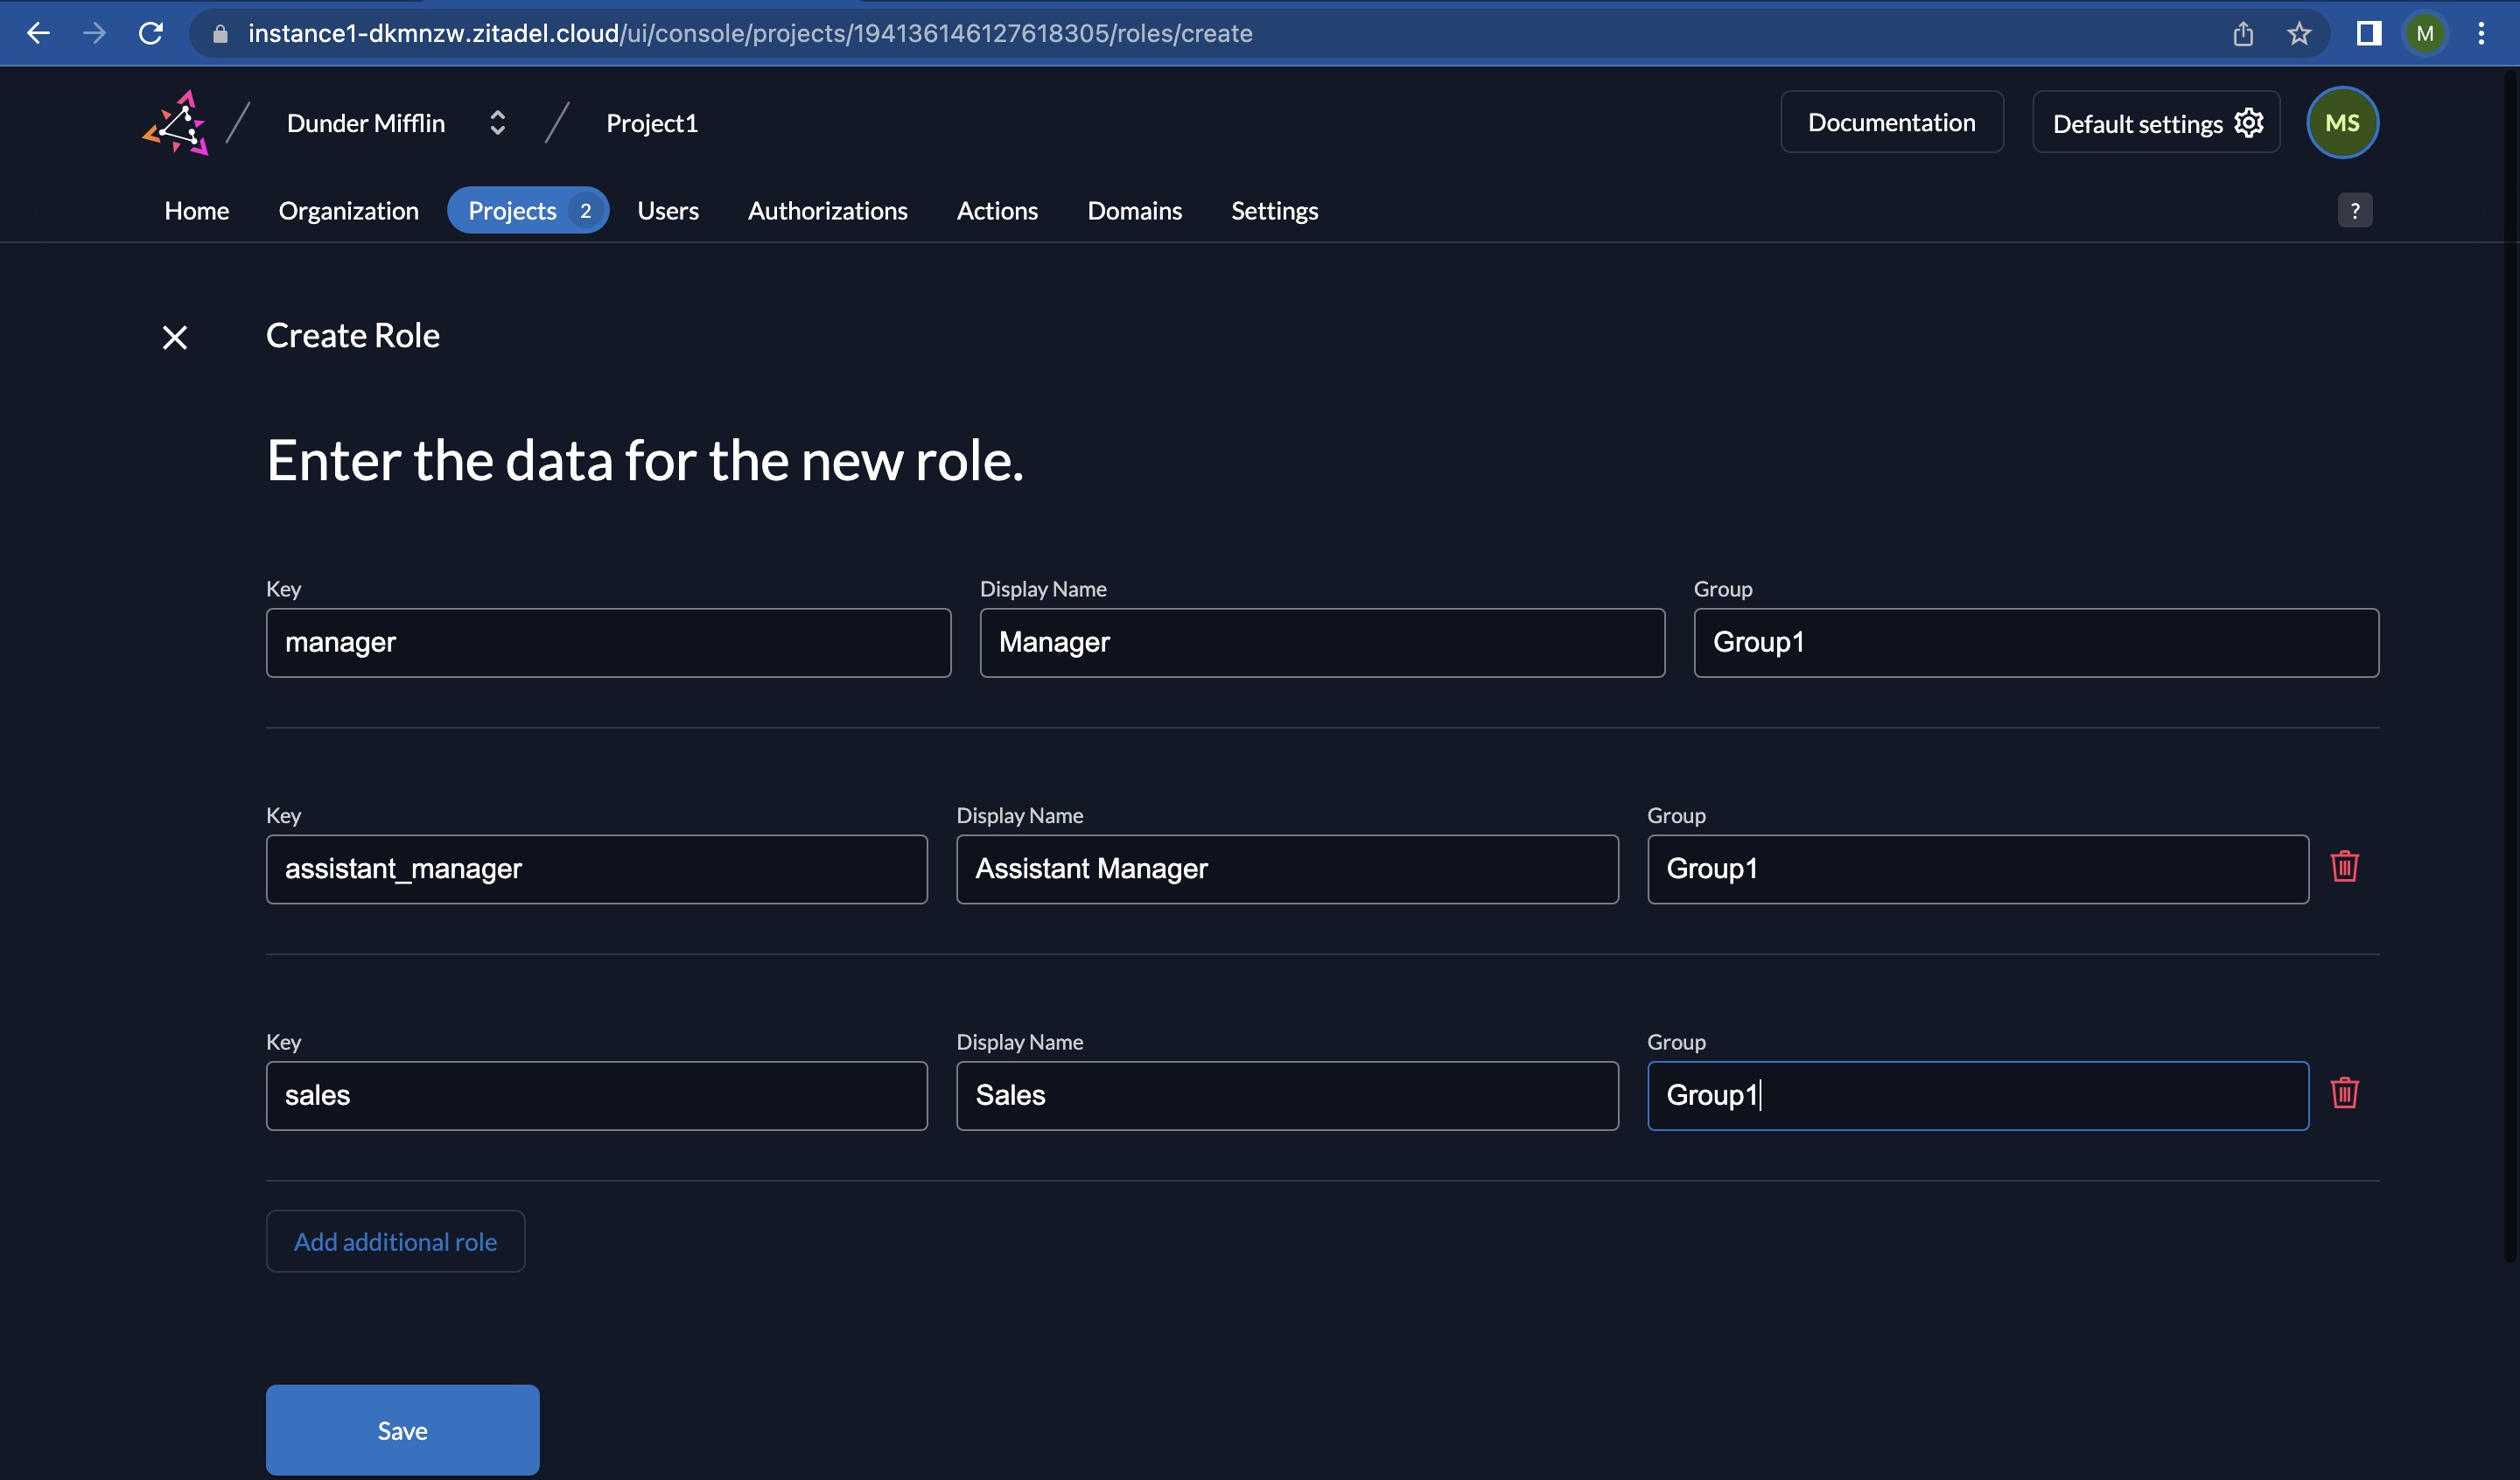 instance1-dkmnzw.zitadel.cloud/ui/console/projects/194136146127618305/roles/create
M
Dunder Mifflin
Project1
Documentation
Default settings
MS
Home
Organization
Projects 2
Users
Authorizations
Actions
Domains
Settings
?
Create Role
Enter the data for the new role.
Key
Display Name
Group
manager
Manager
Group1
Key
Display Name
Group
assistant_manager
Assistant Manager
Group1
Key
Display Name
Group
sales
Sales
Group1
Add additional role
Save